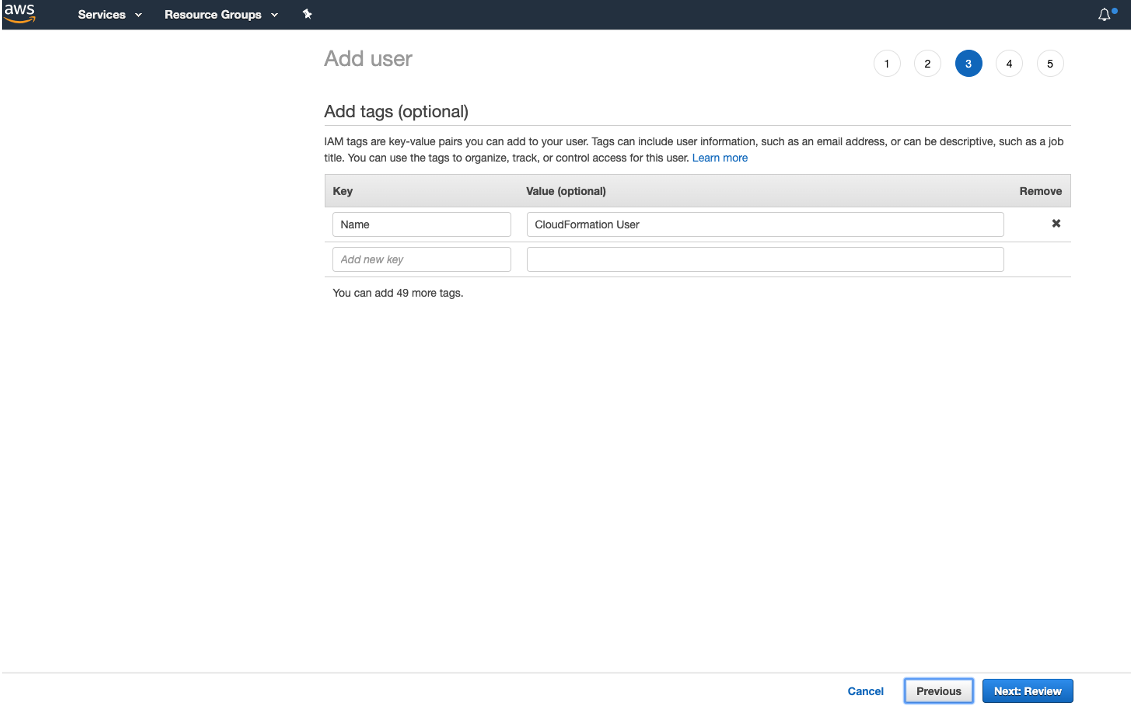 aws Services Resource Groups
Add user 1 2 3 4 5
Add tags (optional)
IAM tags are key-value pairs you can add to your user. Tags can include user information, such as an email address, or can be descriptive, such as a job
title. You can use the tags to organize, track, or control access for this user. Learn more
Key Value (optional) Remove
Name CloudFormation User
Add new key
You can add 49 more tags.
Cancel Previous Next: Review